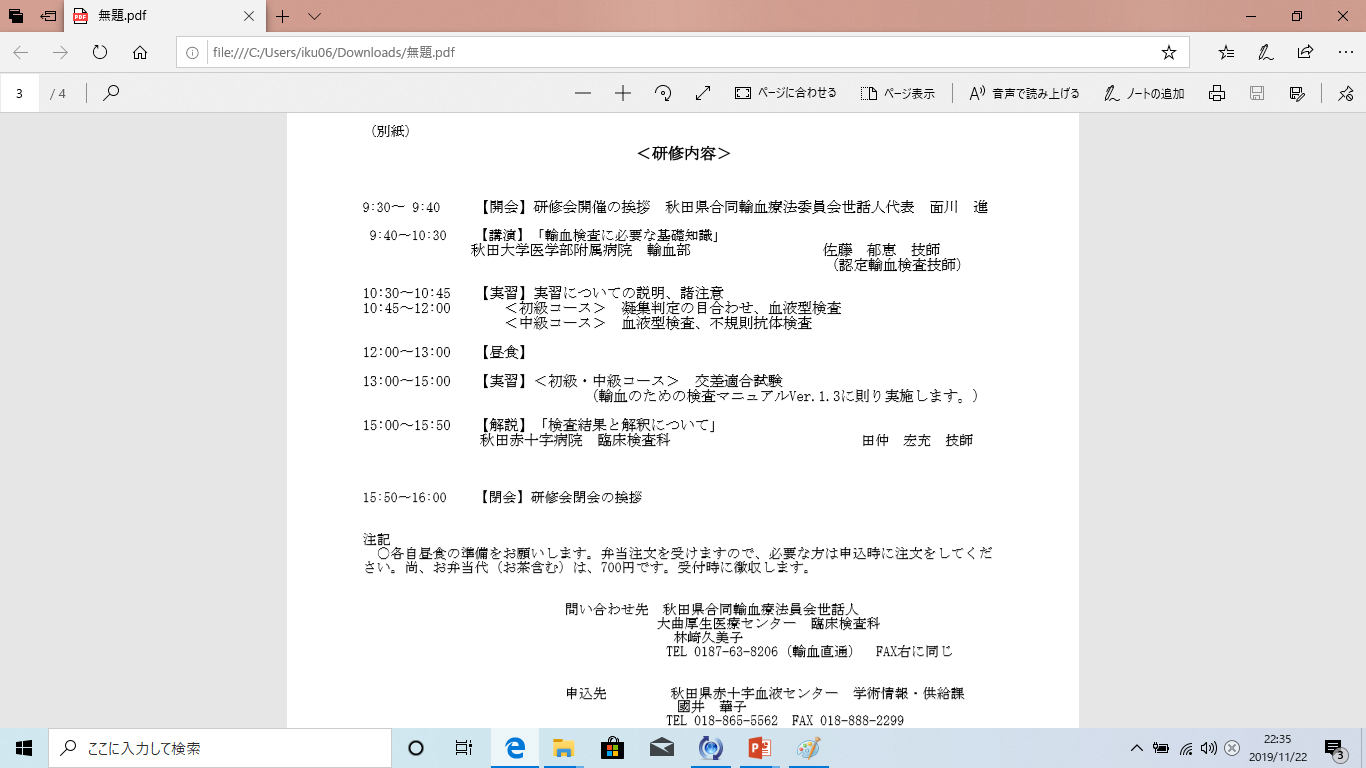 無題.pdf
file:///C:/Users/iku06/Downloads/無題.pdf
3 / 4 ページに合わせる ページ表示 音声で読み上げる ノートの追加
（別紙）
＜研修内容＞
9:30～ 9:40 【開会】研修会開催の挨拶 秋田県合同輸血療法委員会世話人代表 面川 進
9:40～10:30 【講演】「輸血検査に必要な基礎知識」
秋田大学医学部附属病院 輸血部 佐藤 郁恵 技師
（認定輸血検査技師）
10:30～10:45 【実習】実習についての説明、諸注意
10:45～12:00 ＜初級コース＞ 凝集判定の目合わせ、血液型検査
＜中級コース＞ 血液型検査、不規則抗体検査
12:00～13:00 【昼食】
13:00～15:00 【実習】＜初級・中級コース＞ 交差適合試験
（輸血のための検査マニュアルVer.1.3に則り実施します。）
15:00～15:50 【解説】「検査結果と解釈について」
秋田赤十字病院 臨床検査科 田仲 宏充 技師
15:50～16:00 【閉会】研修会閉会の挨拶
注記
○各自昼食の準備をお願いします。弁当注文を受けますので、必要な方は申込時に注文をしてくだ
さい。尚、お弁当代（お茶含む）は、700円です。受付時に徴収します。
問い合わせ先 秋田県合同輸血療法員会世話人
大曲厚生医療センター 臨床検査科
林崎久美子
TEL 0187-63-8206（輸血直通） FAX右に同じ
申込先 秋田県赤十字血液センター 学術情報・供給課
國井 華子
TEL 018-865-5562 FAX 018-888-2299
ここに入力して検索
22:35
2019/11/22
3